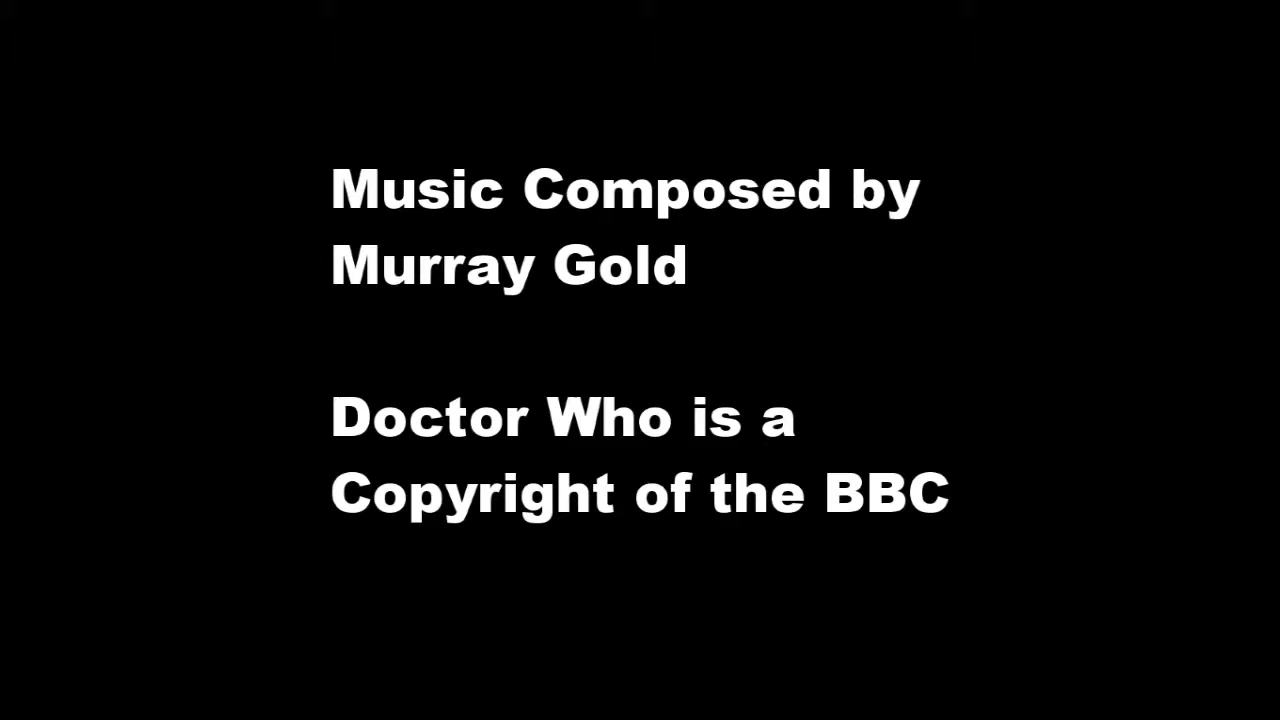 Music Composed by
Murray Gold
Doctor Who is a
Copyright of the BBC